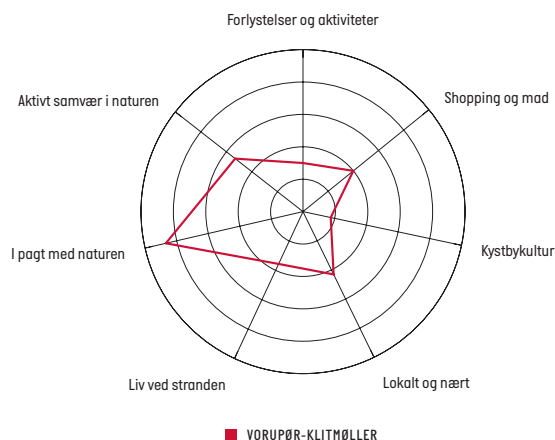 Forlystelser og aktiviteter
Aktivt samvær i naturen
Shopping og mad
I pagt med naturen
Kystbykultur
Liv ved stranden
Lokalt og nært
VORUPØR-KLITMØLLER